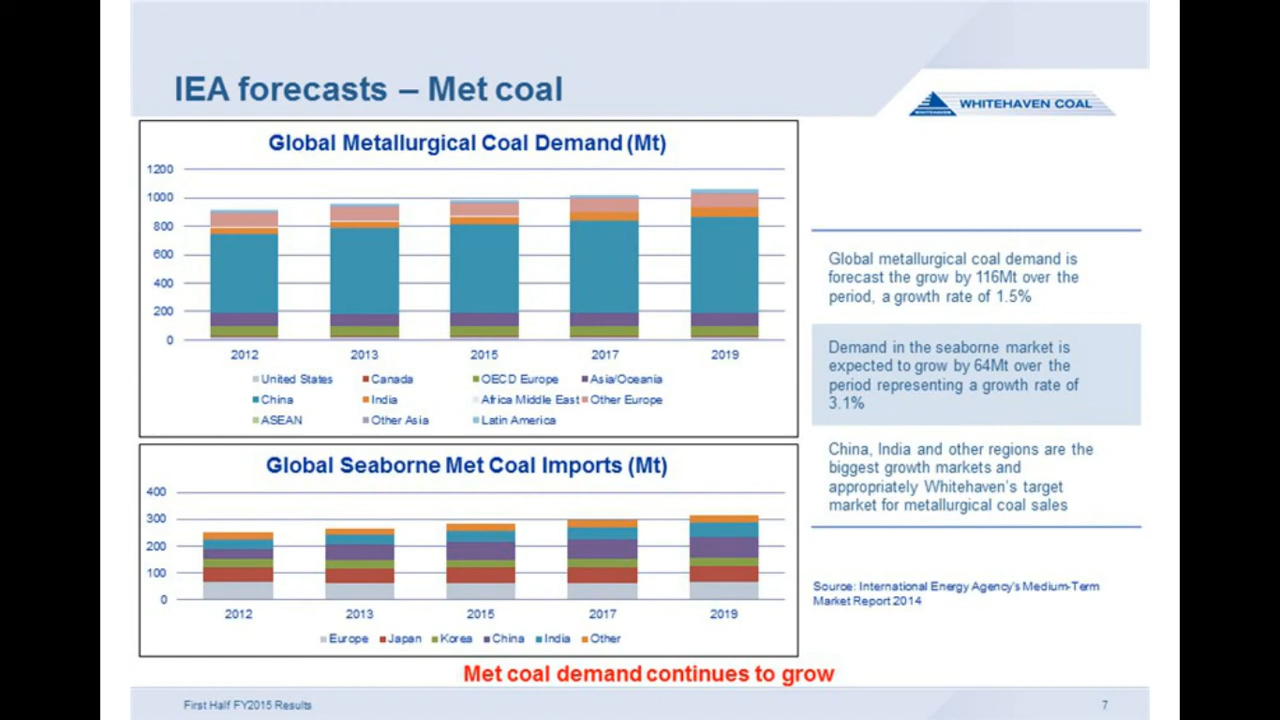 IEA forecasts – Met coal
WHITEHAVEN COAL
WHITEHAVEN
Global Metallurgical Coal Demand (Mt)
1200
1000
800
600
400
200
0
2012 2013 2015 2017 2019
United States Canada OECD Europe Asia/Oceania
China India Africa Middle East Other Europe
ASEAN Other Asia Latin America
Global Seaborne Met Coal Imports (Mt)
400
300
200
100
0
2012 2013 2015 2017 2019
Europe Japan Korea China India Other
Global metallurgical coal demand is
forecast the grow by 116Mt over the
period, a growth rate of 1.5%
Demand in the seaborne market is
expected to grow by 64Mt over the
period representing a growth rate of
3.1%
China, India and other regions are the
biggest growth markets and
appropriately Whitehaven's target
market for metallurgical coal sales
Source: International Energy Agency's Medium-Term
Market Report 2014
Met coal demand continues to grow
First Half FY2015 Results
7